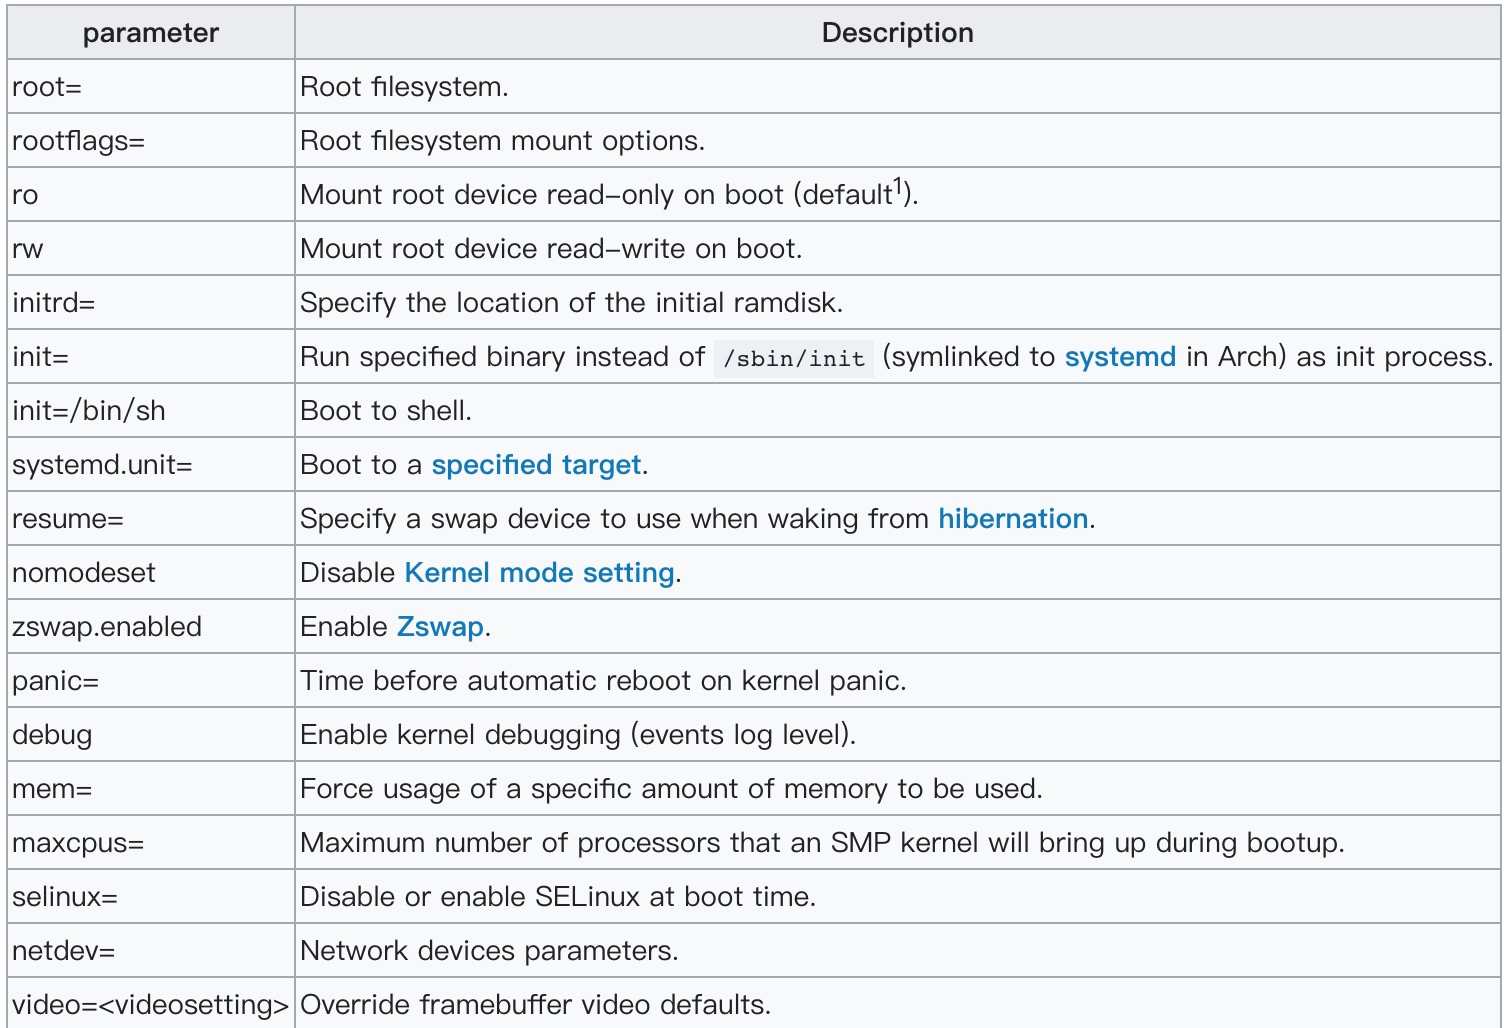 parameter Description
root= Root filesystem.
rootflags= Root filesystem mount options.
ro Mount root device read–only on boot (default1).
rw Mount root device read–write on boot.
initrd= Specify the location of the initial ramdisk.
init= Run specified binary instead of /sbin/init (symlinked to systemd in Arch) as init process.
init=/bin/sh Boot to shell.
systemd.unit= Boot to a specified target.
resume= Specify a swap device to use when waking from hibernation.
nomodeset Disable Kernel mode setting.
zswap.enabled Enable Zswap.
panic= Time before automatic reboot on kernel panic.
debug Enable kernel debugging (events log level).
mem= Force usage of a specific amount of memory to be used.
maxcpus= Maximum number of processors that an SMP kernel will bring up during bootup.
selinux= Disable or enable SELinux at boot time.
netdev= Network devices parameters.
video=<videosetting> Override framebuffer video defaults.